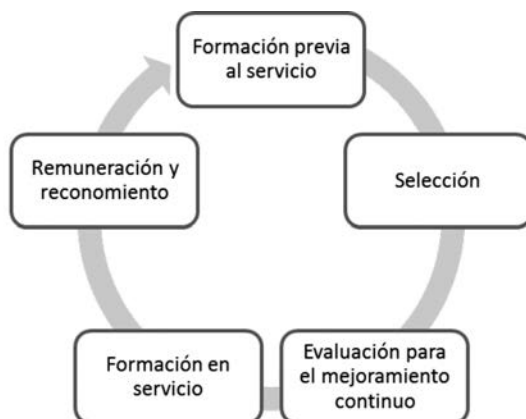 Formación previa
al servicio
Selección
Evaluación para
el mejoramiento
continuo
Formación en
servicio
Remuneración y
reconomiento